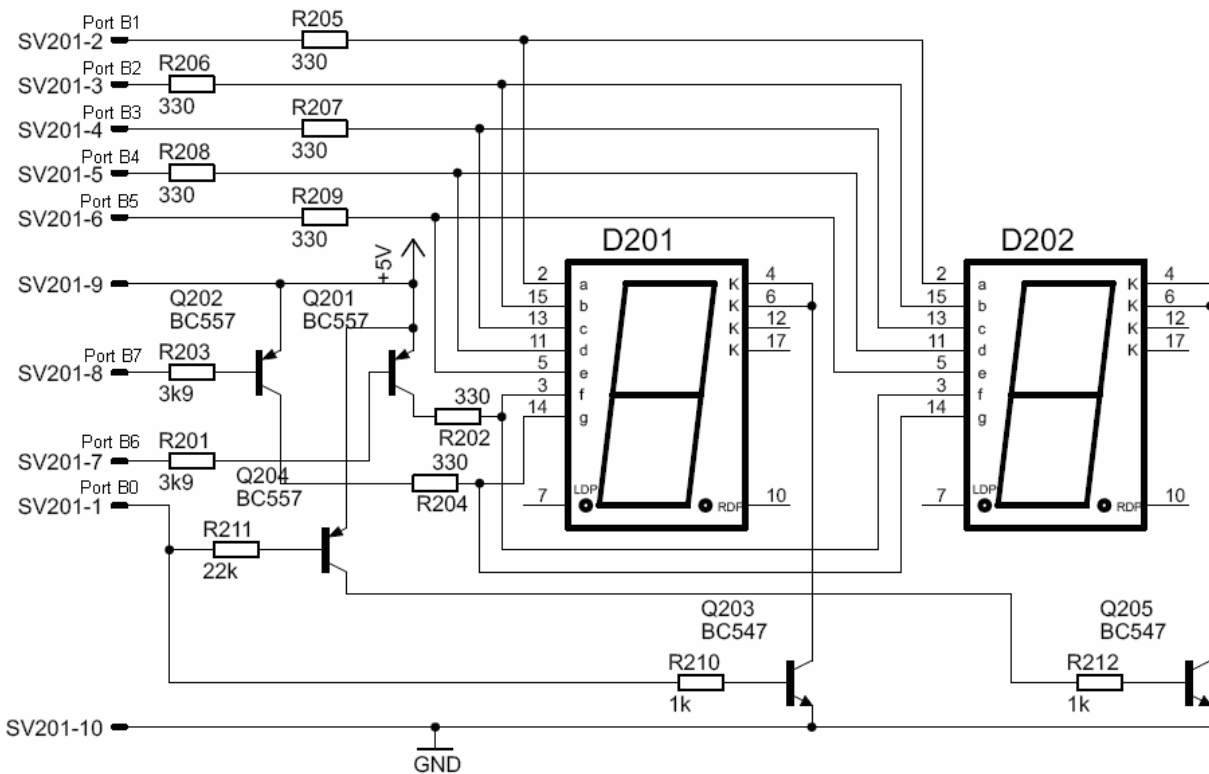 Port B1
SV201-2
R205
330
Port B2
SV201-3
R206
330
Port B3
SV201-4
R207
330
Port B4
SV201-5
R208
330
Port B5
SV201-6
R209
330
+5V
SV201-9
Q202
BC557
Q201
BC557
Port B7
SV201-8
R203
3k9
330
R202
Port B6
SV201-7
R201
3k9
Q204
BC557
330
R204
Port B0
SV201-1
R211
22k
D201
2 a K 4
15 b K 6
13 c K 12
11 d K 17
5 e
3 f
14 g
7 LDP RDP 10
D202
2 a K 4
15 b K 6
13 c K 12
11 d K 17
5 e
3 f
14 g
7 LDP RDP 10
Q203
BC547
R210
1k
Q205
BC547
R212
1k
SV201-10
GND